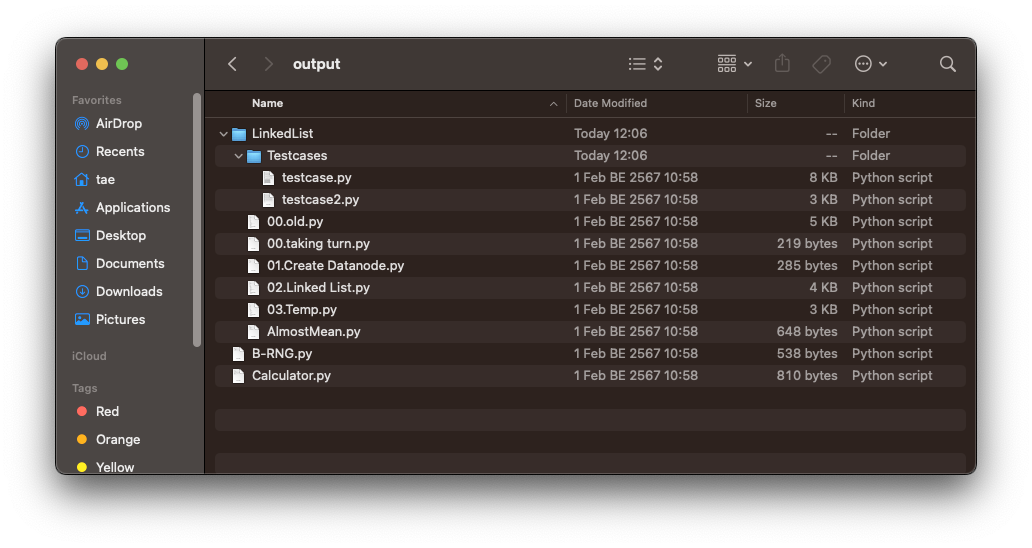 output
Favorites
AirDrop
Recents
tae
Applications
Desktop
Documents
Downloads
Pictures
iCloud
Tags
Red
Orange
Yellow
Name Date Modified Size Kind
LinkedList Today 12:06 -- Folder
Testcases Today 12:06 -- Folder
testcase.py 1 Feb BE 2567 10:58 8 KB Python script
testcase2.py 1 Feb BE 2567 10:58 3 KB Python script
00.old.py 1 Feb BE 2567 10:58 5 KB Python script
00.taking turn.py 1 Feb BE 2567 10:58 219 bytes Python script
01.Create Datanode.py 1 Feb BE 2567 10:58 285 bytes Python script
02.Linked List.py 1 Feb BE 2567 10:58 4 KB Python script
03.Temp.py 1 Feb BE 2567 10:58 3 KB Python script
AlmostMean.py 1 Feb BE 2567 10:58 648 bytes Python script
B-RNG.py 1 Feb BE 2567 10:58 538 bytes Python script
Calculator.py 1 Feb BE 2567 10:58 810 bytes Python script